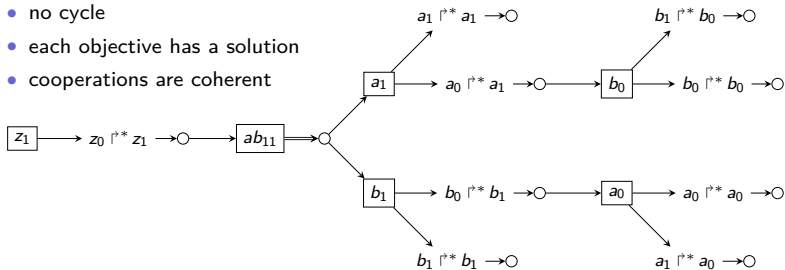 • no cycle
• each objective has a solution
• cooperations are coherent
a₁ ↱* a₁
b₁ ↱* b₀
a₁
a₀ ↱* a₁
b₀
b₀ ↱* b₀
z₁
z₀ ↱* z₁
ab₁₁
b₁
b₀ ↱* b₁
a₀
a₀ ↱* a₀
b₁ ↱* b₁
a₁ ↱* a₀